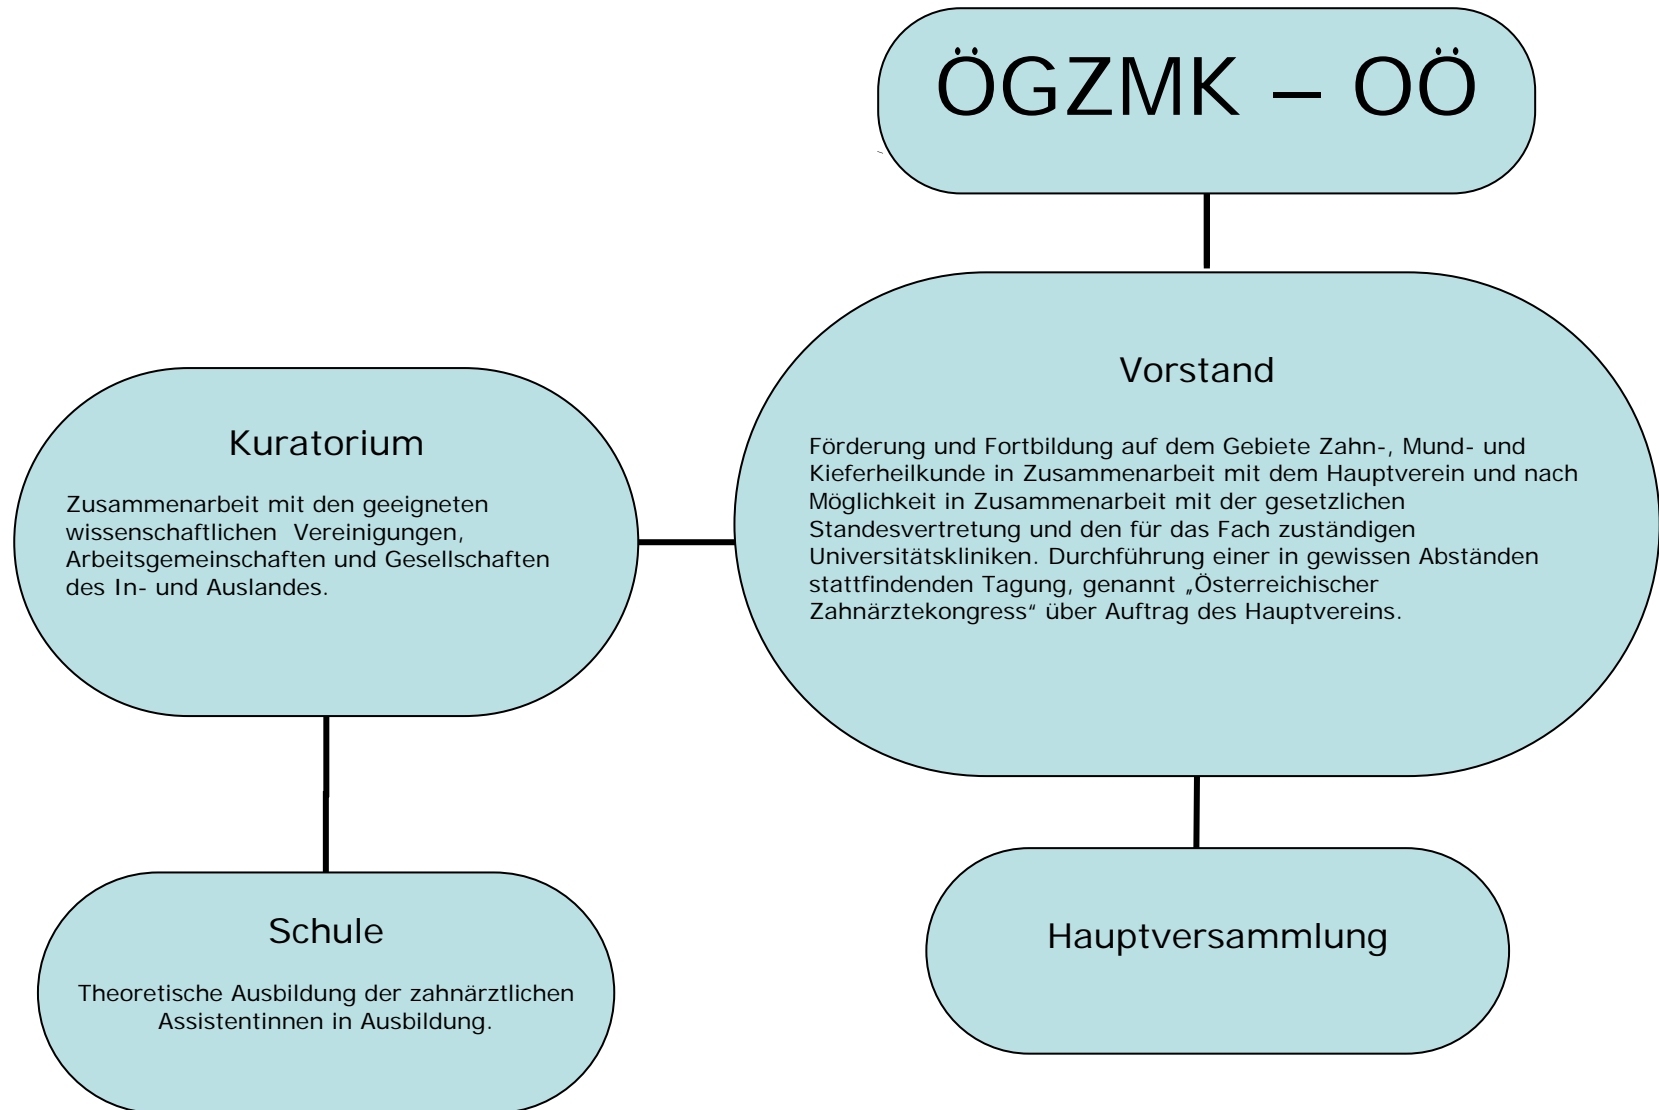 ÖGZMK – OÖ
Vorstand
Förderung und Fortbildung auf dem Gebiete Zahn-, Mund- und
Kieferheilkunde in Zusammenarbeit mit dem Hauptverein und nach
Möglichkeit in Zusammenarbeit mit der gesetzlichen
Standesvertretung und den für das Fach zuständigen
Universitätskliniken. Durchführung einer in gewissen Abständen
stattfindenden Tagung, genannt „Österreichischer
Zahnärztekongress“ über Auftrag des Hauptvereins.
Kuratorium
Zusammenarbeit mit den geeigneten
wissenschaftlichen  Vereinigungen,
Arbeitsgemeinschaften und Gesellschaften
des In- und Auslandes.
Schule
Theoretische Ausbildung der zahnärztlichen
Assistentinnen in Ausbildung.
Hauptversammlung